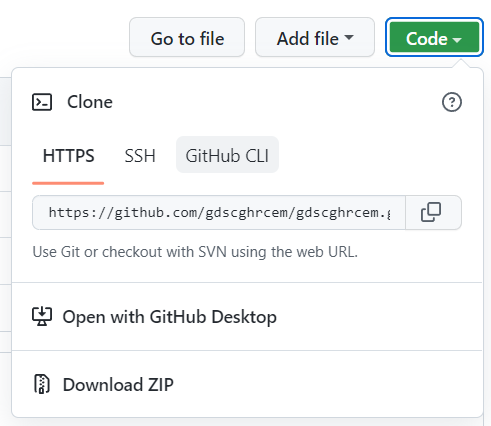 Go to file Add file Code
Clone
HTTPS SSH GitHub CLI
https://github.com/gdscghrcem/gdscghrcem.g
Use Git or checkout with SVN using the web URL.
Open with GitHub Desktop
Download ZIP